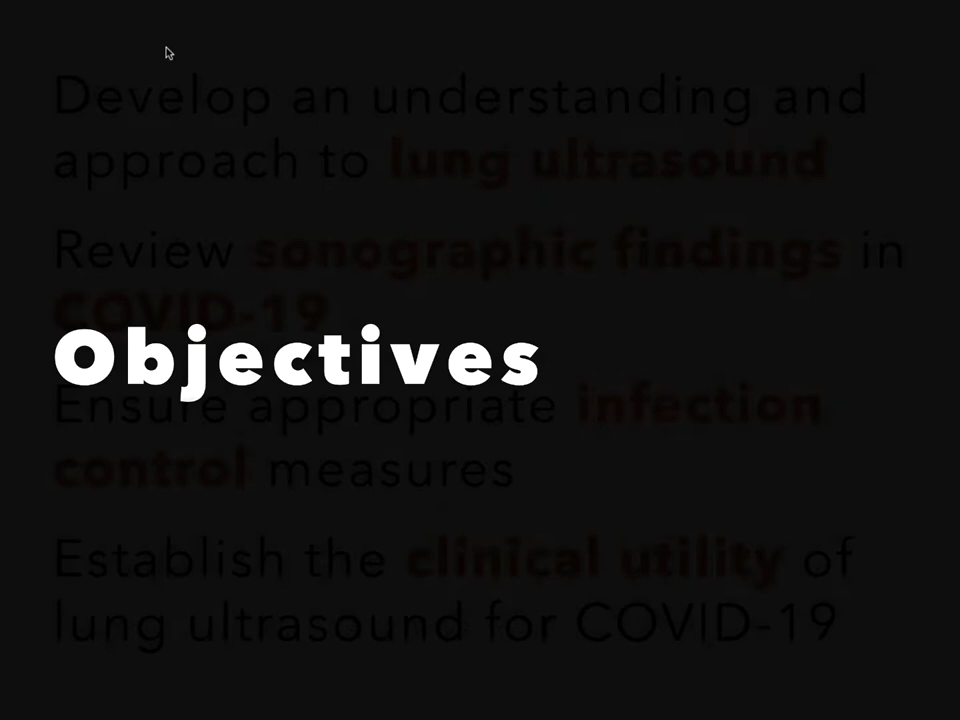 Develop an understanding and
approach to lung ultrasound
Review sonographic findings in
COVID-19
Objectives
Ensure appropriate infection
control measures
Establish the clinical utility of
lung ultrasound for COVID-19